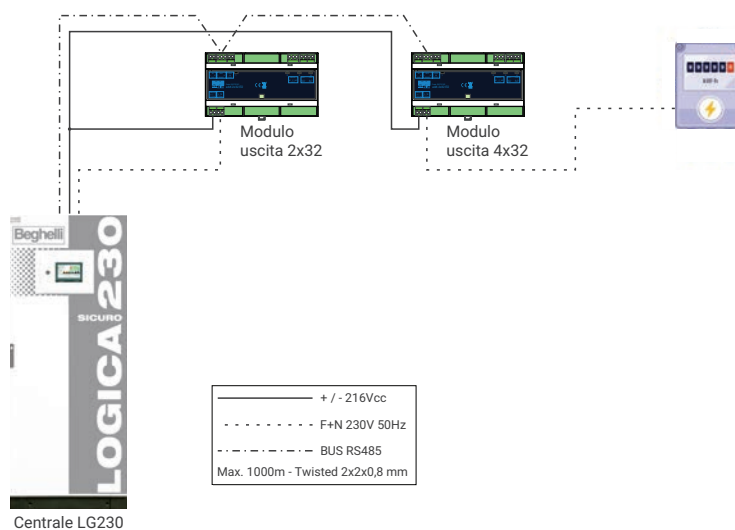 Modulo
uscita 2x32
Modulo
uscita 4x32
Beghelli
SICURO
LOGICA 230
+ / - 216Vcc
F+N 230V 50Hz
BUS RS485
Max. 1000m - Twisted 2x2x0,8 mm
Centrale LG230